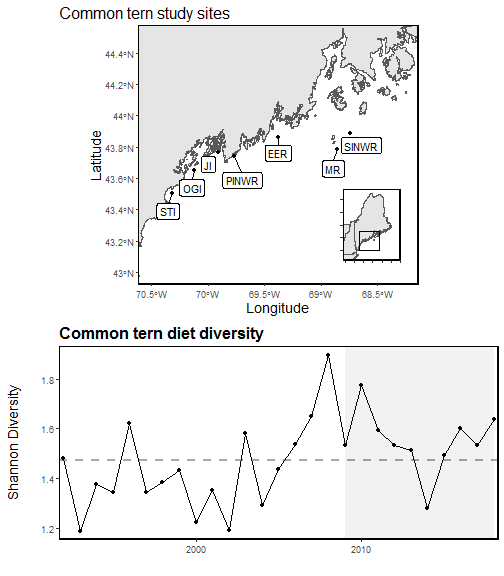 Common tern study sites
44.4°N
44.2°N
44°N
43.8°N
43.6°N
43.4°N
43.2°N
43°N
Latitude
JI
EER
SINWR
MR
PINWR
OGI
STI
70.5°W 70°W 69.5°W 69°W 68.5°W
Longitude
Common tern diet diversity
Shannon Diversity
1.8
1.6
1.4
1.2
2000 2010